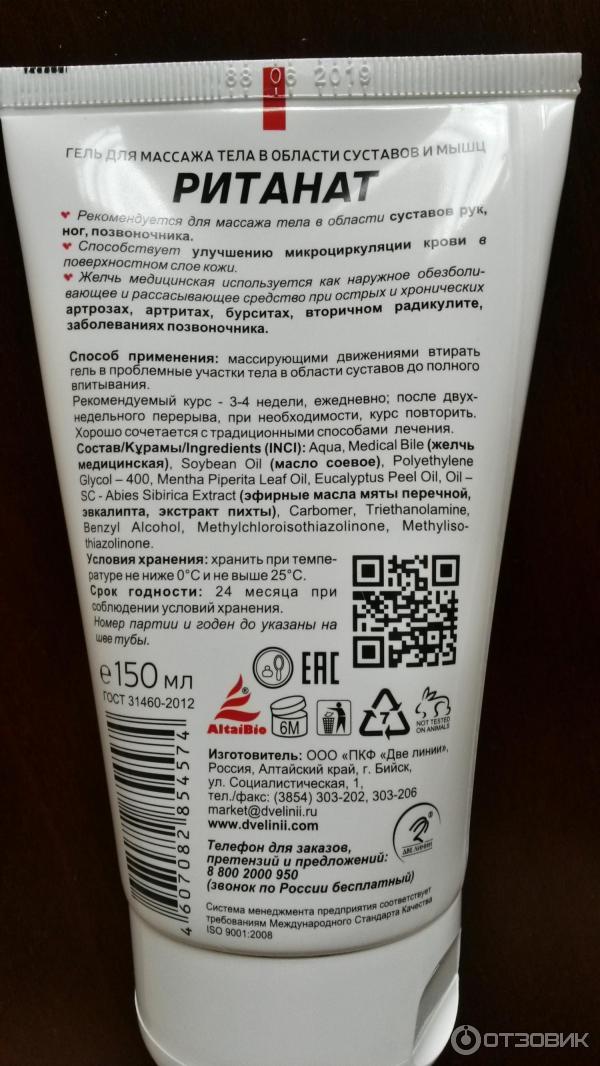 88 06 2019
ГЕЛЬ ДЛЯ МАССАЖА ТЕЛА В ОБЛАСТИ СУСТАВОВ И МЫШЦ
РИТАНАТ
Рекомендуется для массажа тела в области суставов рук,
ног, позвоночника.
Способствует улучшению микроциркуляции крови в
поверхностном слое кожи.
Желчь медицинская используется как наружное обезболи-
вающее и рассасывающее средство при острых и хронических
артрозах, артритах, бурситах, вторичном радикулите,
заболеваниях позвоночника.
Способ применения: массирующими движениями втирать
гель в проблемные участки тела в области суставов до полного
впитывания.
Рекомендуемый курс - 3-4 недели, ежедневно; после двух-
недельного перерыва, при необходимости, курс повторить.
Хорошо сочетается с традиционными способами лечения.
Состав/Құрамы/Ingredients (INCI): Aqua, Medical Bile (желчь
медицинская), Soybean Oil (масло соевое), Polyethylene
Glycol – 400, Mentha Piperita Leaf Oil, Eucalyptus Peel Oil, Oil –
SC - Abies Sibirica Extract (эфирные масла мяты перечной,
эвкалипта, экстракт пихты), Carbomer, Triethanolamine,
Benzyl Alcohol, Methylchloroisothiazolinone, Methyliso-
thiazolinone.
Условия хранения: хранить при темпе-
ратуре не ниже 0°С и не выше 25°С.
Срок годности: 24 месяца при
соблюдении условий хранения.
Номер партии и годен до указаны на
шве тубы.
℮150 мл
ГОСТ 31460-2012
EAC
AltaiBio
6M
7
NOT TESTED
ON ANIMALS
Изготовитель: ООО «ПКФ «Две линии»,
Россия, Алтайский край, г. Бийск,
ул. Социалистическая, 1,
тел./факс: (3854) 303-202, 303-206
market@dvelinii.ru
www.dvelinii.com
ДВЕ ЛИНИИ
Телефон для заказов,
претензий и предложений:
8 800 2000 950
(звонок по России бесплатный)
Система менеджмента предприятия соответствует
требованиям Международного Стандарта Качества
ISO 9001:2008
4 607082 854574
ОТЗОВИК